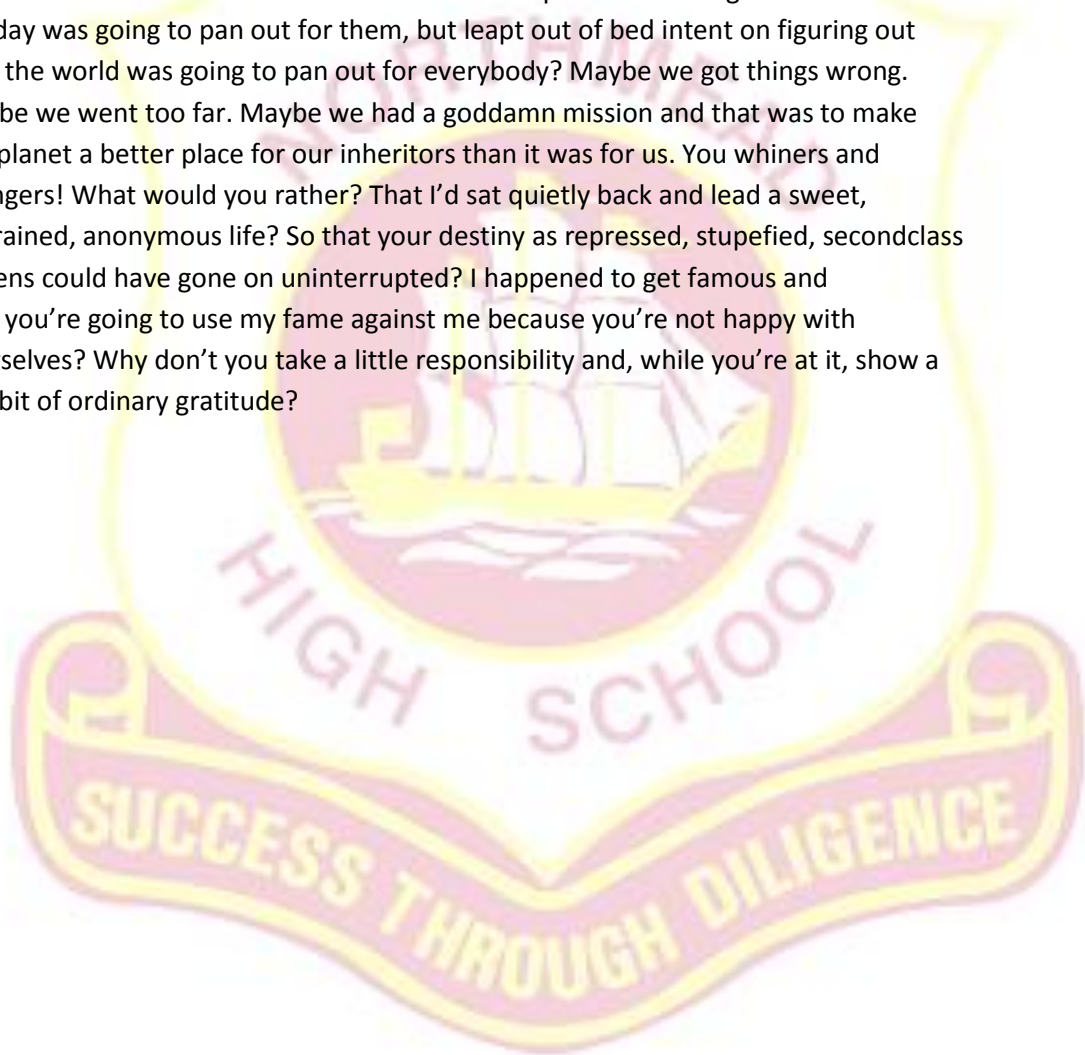 day was going to pan out for them, but leapt out of bed intent on figuring out
the world was going to pan out for everybody? Maybe we got things wrong.
be we went too far. Maybe we had a goddamn mission and that was to make
planet a better place for our inheritors than it was for us. You whiners and
ngers! What would you rather? That I’d sat quietly back and lead a sweet,
rained, anonymous life? So that your destiny as repressed, stupefied, secondclass
ens could have gone on uninterrupted? I happened to get famous and
you’re going to use my fame against me because you’re not happy with
rselves? Why don’t you take a little responsibility and, while you’re at it, show a
bit of ordinary gratitude?
NORTHMEAD
HIGH SCHOOL
SUCCESS THROUGH DILIGENCE